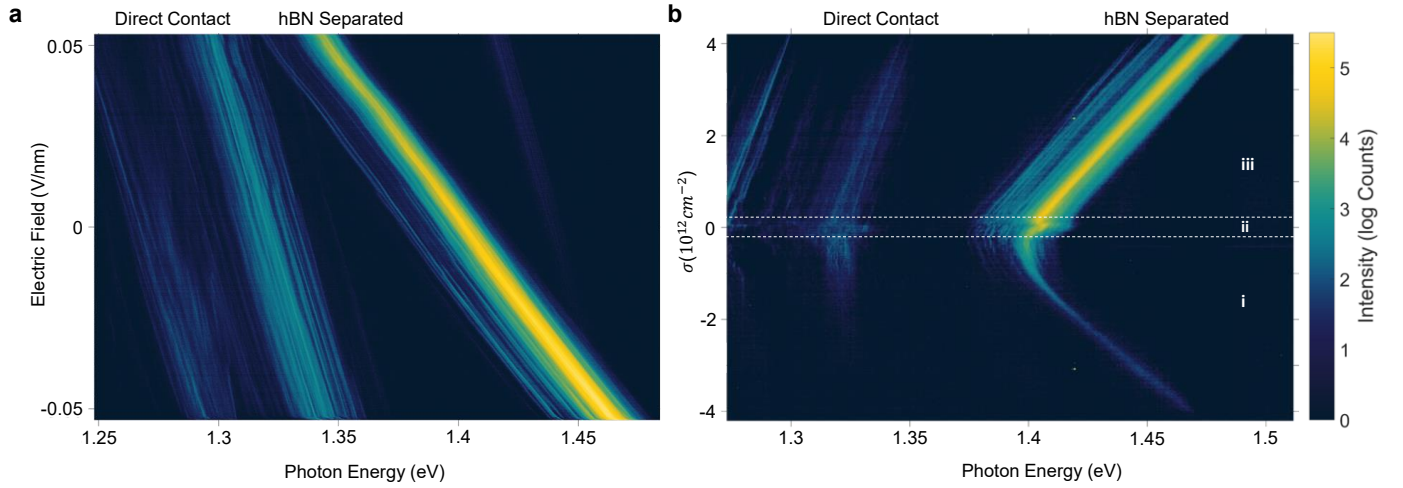 a
Direct Contact hBN Separated
0.05
0
-0.05
Electric Field (V/nm)
1.25 1.3 1.35 1.4 1.45
Photon Energy (eV)
b
Direct Contact hBN Separated
4
2
0
-2
-4
σ(10¹²cm⁻²)
iii
ii
i
1.3 1.35 1.4 1.45 1.5
Photon Energy (eV)
5
4
3
2
1
0
Intensity (log Counts)